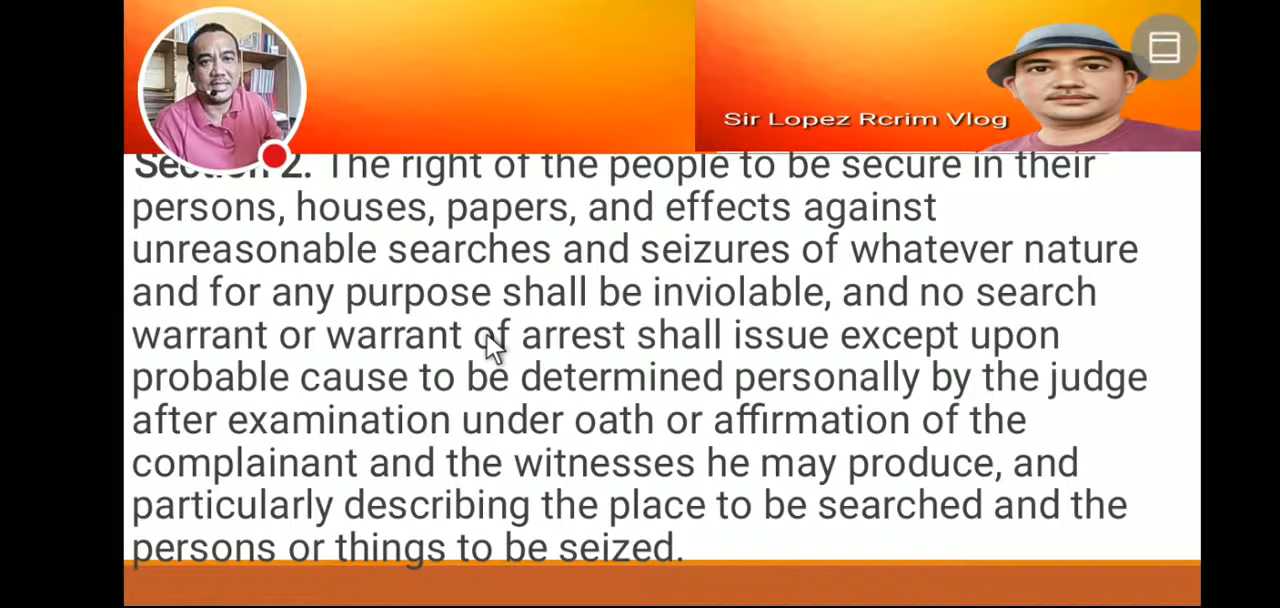 Sir Lopez Rcrim Vlog
Section 2. The right of the people to be secure in their
persons, houses, papers, and effects against
unreasonable searches and seizures of whatever nature
and for any purpose shall be inviolable, and no search
warrant or warrant of arrest shall issue except upon
probable cause to be determined personally by the judge
after examination under oath or affirmation of the
complainant and the witnesses he may produce, and
particularly describing the place to be searched and the
persons or things to be seized.